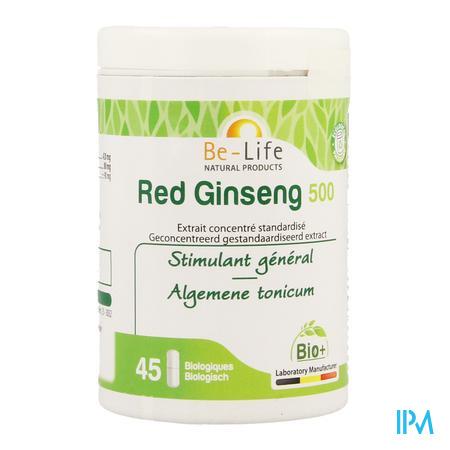 Be-Life
NATURAL PRODUCTS
Red Ginseng 500
Extrait concentré standardisé
Geconcentreerd gestandaardiseerd extract
Stimulant général
Algemene tonicum
Bio+
45 Biologiques
Biologisch
Laboratory Manufacturer
IPM